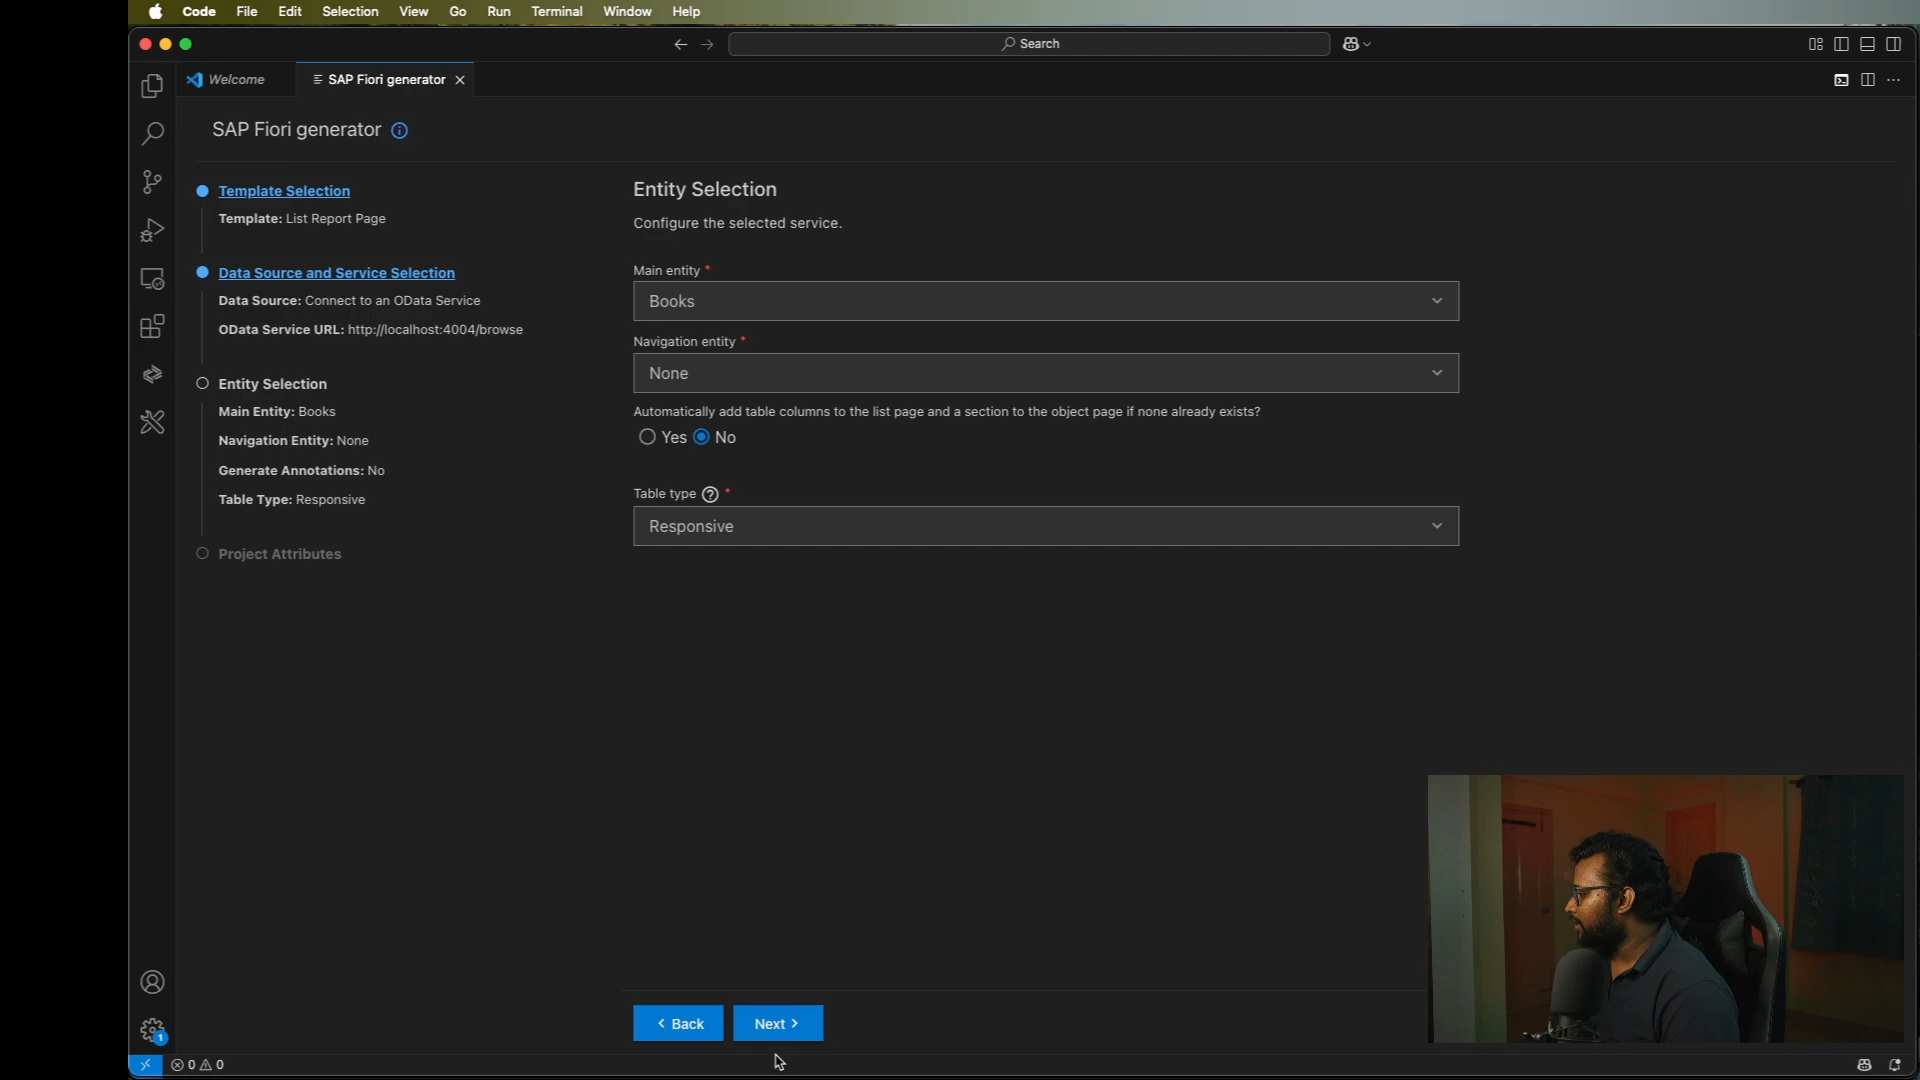 Code File Edit Selection View Go Run Terminal Window Help
Search
Welcome
SAP Fiori generator
SAP Fiori generator
Template Selection
Template: List Report Page
Data Source and Service Selection
Data Source: Connect to an OData Service
OData Service URL: http://localhost:4004/browse
Entity Selection
Main Entity: Books
Navigation Entity: None
Generate Annotations: No
Table Type: Responsive
Project Attributes
Entity Selection
Configure the selected service.
Main entity *
Books
Navigation entity *
None
Automatically add table columns to the list page and a section to the object page if none already exists?
Yes No
Table type ? *
Responsive
< Back
Next >
1
0 0